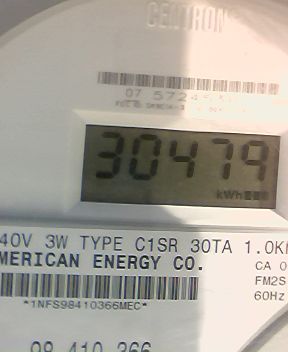 CENTRON
30479
kWh
40V 3W TYPE C1SR 30TA 1.0K
MERICAN ENERGY CO.
CA 0
FM2S
60Hz
*1NFS98410366MEC*
98 410 366